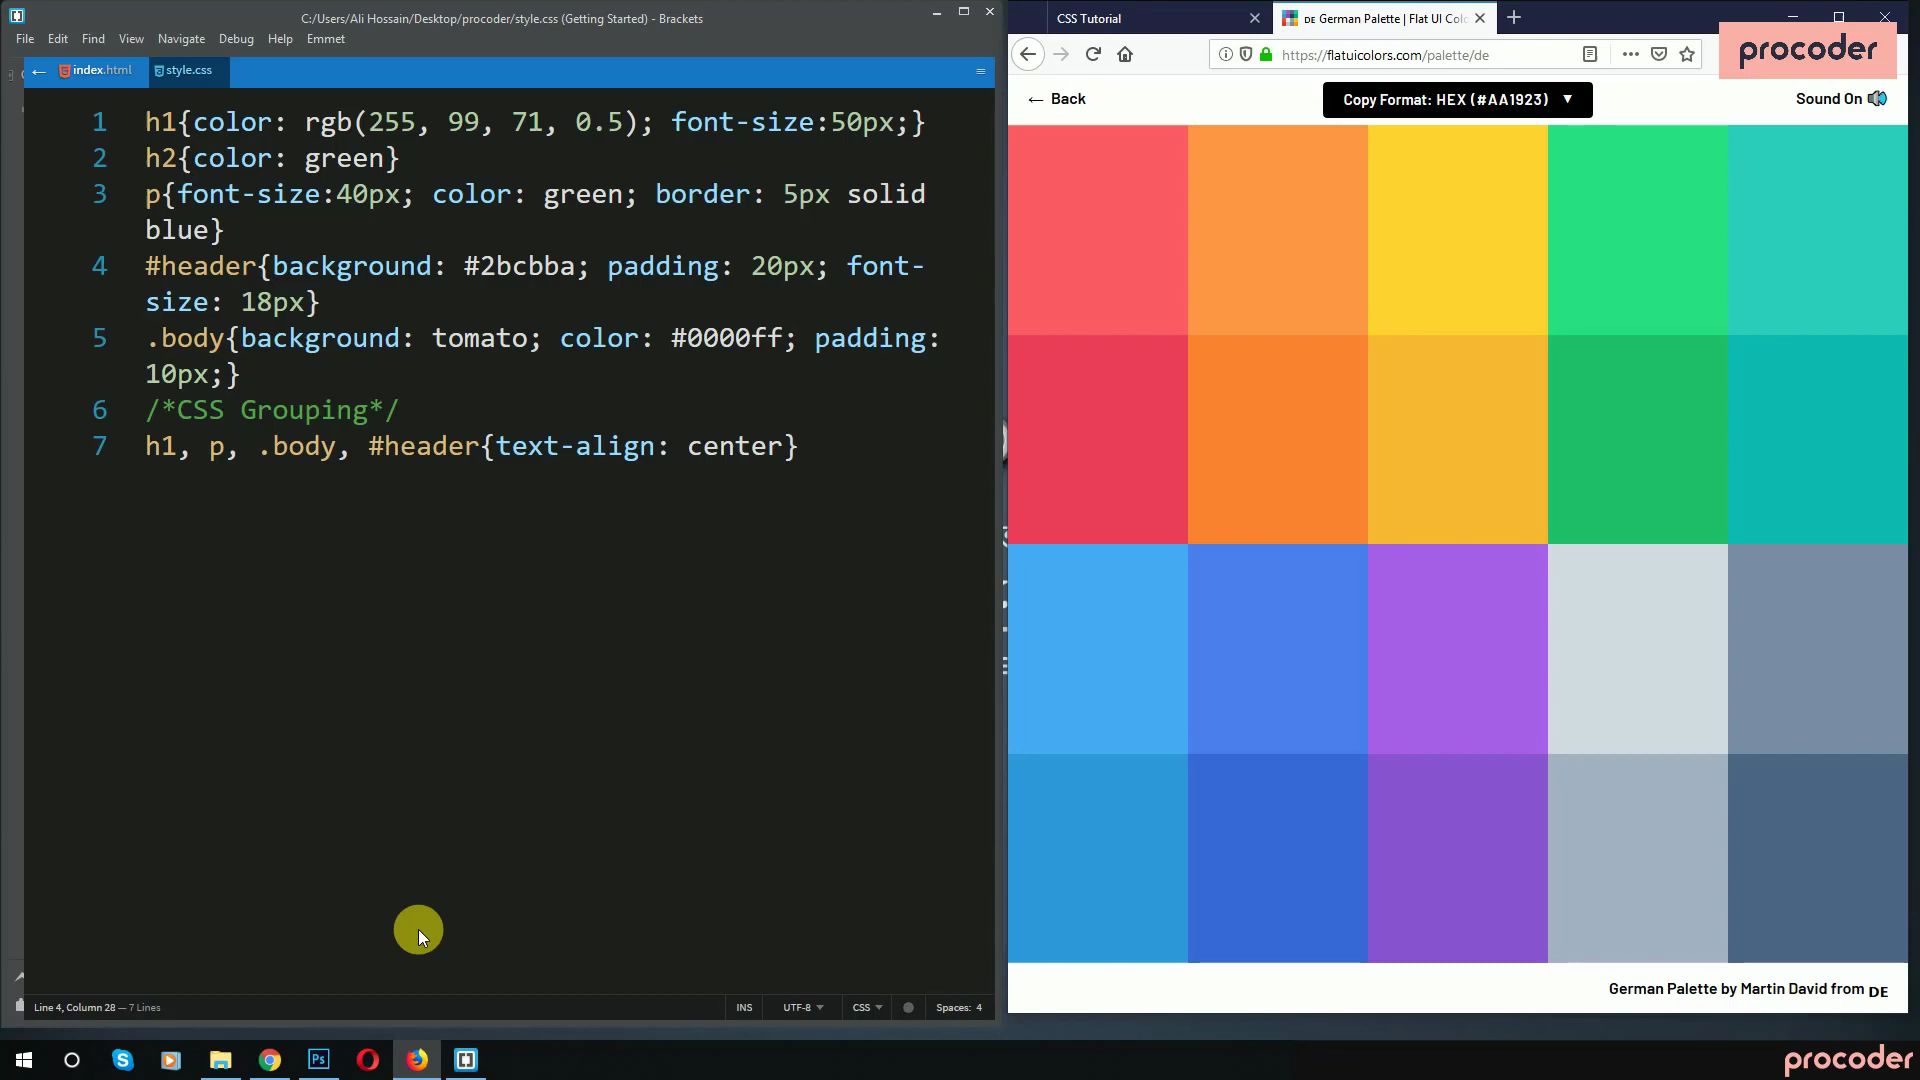 C:/Users/Ali Hossain/Desktop/procoder/style.css (Getting Started) - Brackets
File Edit Find View Navigate Debug Help Emmet
index.html style.css
1 h1{color: rgb(255, 99, 71, 0.5); font-size:50px;}
2 h2{color: green}
3 p{font-size:40px; color: green; border: 5px solid
blue}
4 #header{background: #2bcbba; padding: 20px; font-
size: 18px}
5 .body{background: tomato; color: #0000ff; padding:
10px;}
6 /*CSS Grouping*/
7 h1, p, .body, #header{text-align: center}
Line 4, Column 28 — 7 Lines
INS UTF-8 CSS Spaces: 4
CSS Tutorial
DE German Palette | Flat UI Colo
https://flatuicolors.com/palette/de
procoder
← Back
Copy Format: HEX (#AA1923) ▼
Sound On
German Palette by Martin David from DE
Ps
procoder